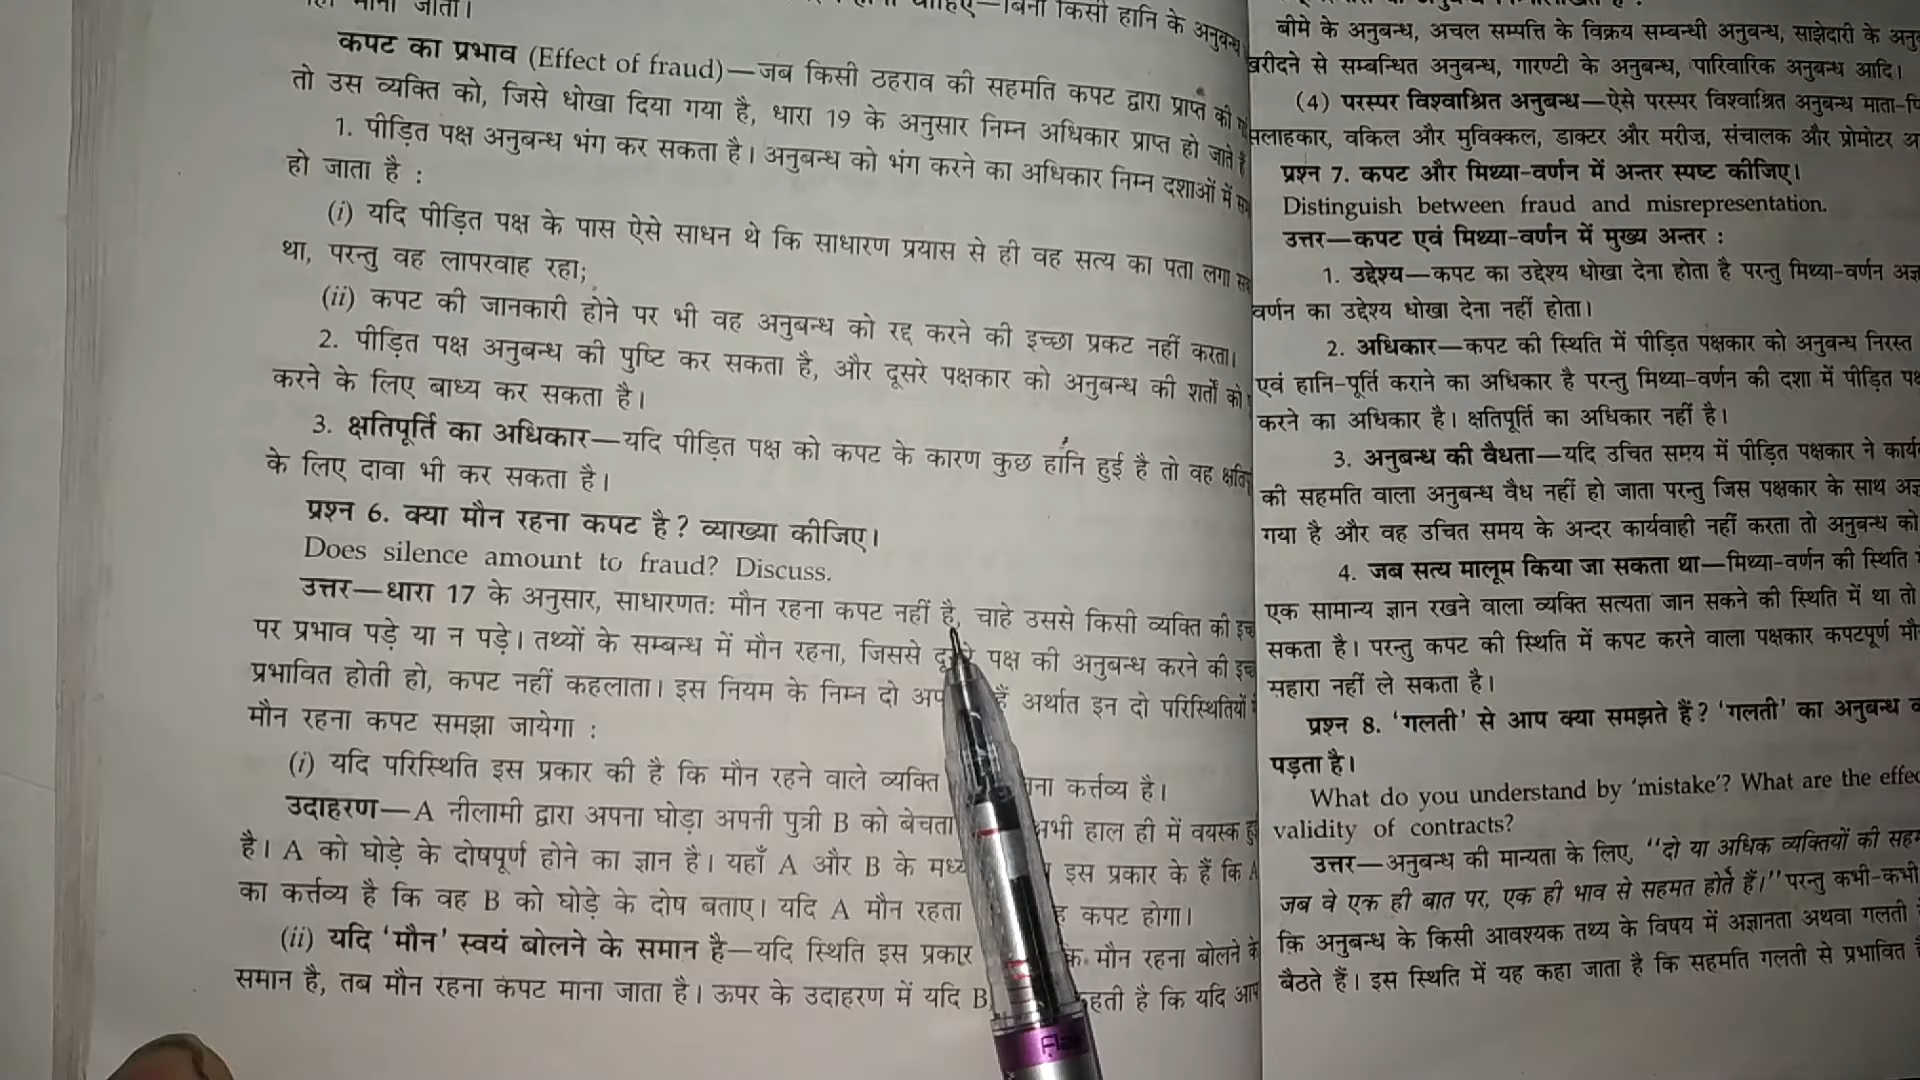 नहीं माना जाता।
चाहिए—बिना किसी हानि के अनुबन्ध
कपट का प्रभाव (Effect of fraud)—जब किसी ठहराव की सहमति कपट द्वारा प्राप्त की
तो उस व्यक्ति को, जिसे धोखा दिया गया है, धारा 19 के अनुसार निम्न अधिकार प्राप्त हो जाते हैं
1. पीड़ित पक्ष अनुबन्ध भंग कर सकता है। अनुबन्ध को भंग करने का अधिकार निम्न दशाओं में
हो जाता है :
(i) यदि पीड़ित पक्ष के पास ऐसे साधन थे कि साधारण प्रयास से ही वह सत्य का पता लगा
था, परन्तु वह लापरवाह रहा;
(ii) कपट की जानकारी होने पर भी वह अनुबन्ध को रद्द करने की इच्छा प्रकट नहीं करता।
2. पीड़ित पक्ष अनुबन्ध की पुष्टि कर सकता है, और दूसरे पक्षकार को अनुबन्ध की शर्तों को
करने के लिए बाध्य कर सकता है।
3. क्षतिपूर्ति का अधिकार—यदि पीड़ित पक्ष को कपट के कारण कुछ हानि हुई है तो वह
के लिए दावा भी कर सकता है।
प्रश्न 6. क्या मौन रहना कपट है? व्याख्या कीजिए।
Does silence amount to fraud? Discuss.
उत्तर—धारा 17 के अनुसार, साधारणतः मौन रहना कपट नहीं है, चाहे उससे किसी व्यक्ति की
पर प्रभाव पड़े या न पड़े। तथ्यों के सम्बन्ध में मौन रहना, जिससे पक्ष की अनुबन्ध करने की
प्रभावित होती हो, कपट नहीं कहलाता। इस नियम के निम्न दो हैं अर्थात इन दो परिस्थितियों
मौन रहना कपट समझा जायेगा :
(i) यदि परिस्थिति इस प्रकार की है कि मौन रहने वाले व्यक्ति कर्त्तव्य है।
उदाहरण—A नीलामी द्वारा अपना घोड़ा अपनी पुत्री B को बेचता हाल ही में वयस्क
है। A को घोड़े के दोषपूर्ण होने का ज्ञान है। यहाँ A और B के मध्य इस प्रकार के हैं कि
का कर्त्तव्य है कि वह B को घोड़े के दोष बताए। यदि A मौन रहता कपट होगा।
(ii) यदि 'मौन' स्वयं बोलने के समान है—यदि स्थिति इस प्रकार मौन रहना बोलने के
समान है, तब मौन रहना कपट माना जाता है। ऊपर के उदाहरण में यदि B है कि यदि
बीमे के अनुबन्ध, अचल सम्पत्ति के विक्रय सम्बन्धी अनुबन्ध, साझेदारी के
खरीदने से सम्बन्धित अनुबन्ध, गारण्टी के अनुबन्ध, पारिवारिक अनुबन्ध आदि।
(4) परस्पर विश्वाश्रित अनुबन्ध—ऐसे परस्पर विश्वाश्रित अनुबन्ध
सलाहकार, वकिल और मुविक्कल, डाक्टर और मरीज, संचालक और प्रोमोटर
प्रश्न 7. कपट और मिथ्या-वर्णन में अन्तर स्पष्ट कीजिए।
Distinguish between fraud and misrepresentation.
उत्तर—कपट एवं मिथ्या-वर्णन में मुख्य अन्तर :
1. उद्देश्य—कपट का उद्देश्य धोखा देना होता है परन्तु मिथ्या-वर्णन
वर्णन का उद्देश्य धोखा देना नहीं होता।
2. अधिकार—कपट की स्थिति में पीड़ित पक्षकार को अनुबन्ध निरस्त
एवं हानि-पूर्ति कराने का अधिकार है परन्तु मिथ्या-वर्णन की दशा में पीड़ित
करने का अधिकार है। क्षतिपूर्ति का अधिकार नहीं है।
3. अनुबन्ध की वैधता—यदि उचित समय में पीड़ित पक्षकार ने
की सहमति वाला अनुबन्ध वैध नहीं हो जाता परन्तु जिस पक्षकार के साथ
गया है और वह उचित समय के अन्दर कार्यवाही नहीं करता तो अनुबन्ध को
4. जब सत्य मालूम किया जा सकता था—मिथ्या-वर्णन की स्थिति
एक सामान्य ज्ञान रखने वाला व्यक्ति सत्यता जान सकने की स्थिति में था तो
सकता है। परन्तु कपट की स्थिति में कपट करने वाला पक्षकार कपटपूर्ण
सहारा नहीं ले सकता है।
प्रश्न 8. 'गलती' से आप क्या समझते हैं? 'गलती' का अनुबन्ध
पड़ता है।
What do you understand by 'mistake'? What are the
validity of contracts?
उत्तर—अनुबन्ध की मान्यता के लिए, ''दो या अधिक व्यक्तियों की
जब वे एक ही बात पर, एक ही भाव से सहमत होते हैं।'' परन्तु कभी-कभी
कि अनुबन्ध के किसी आवश्यक तथ्य के विषय में अज्ञानता अथवा गलती
बैठते हैं। इस स्थिति में यह कहा जाता है कि सहमति गलती से प्रभावित